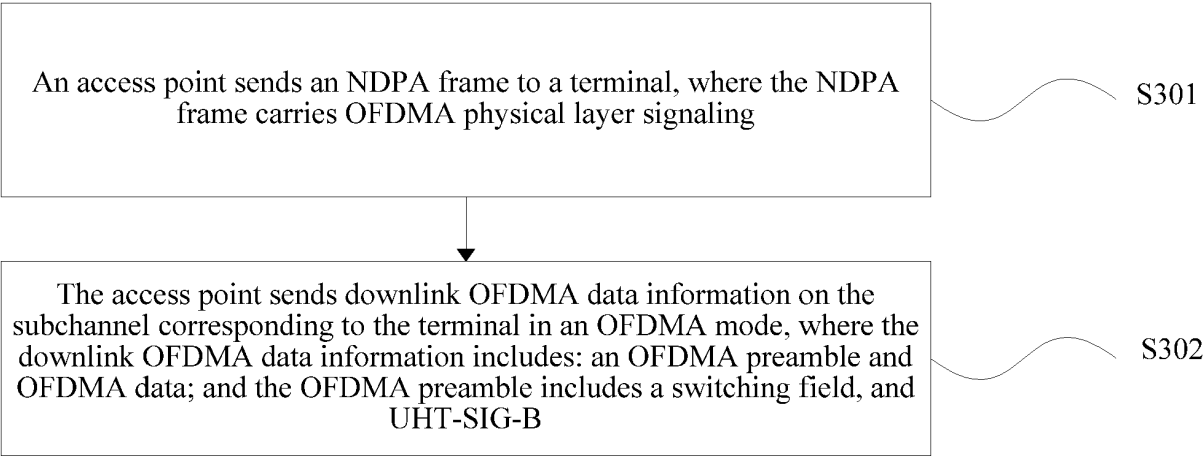 An access point sends an NDPA frame to a terminal, where the NDPA
frame carries OFDMA physical layer signaling
S301
The access point sends downlink OFDMA data information on the
subchannel corresponding to the terminal in an OFDMA mode, where the
downlink OFDMA data information includes: an OFDMA preamble and
OFDMA data; and the OFDMA preamble includes a switching field, and
UHT-SIG-B
S302